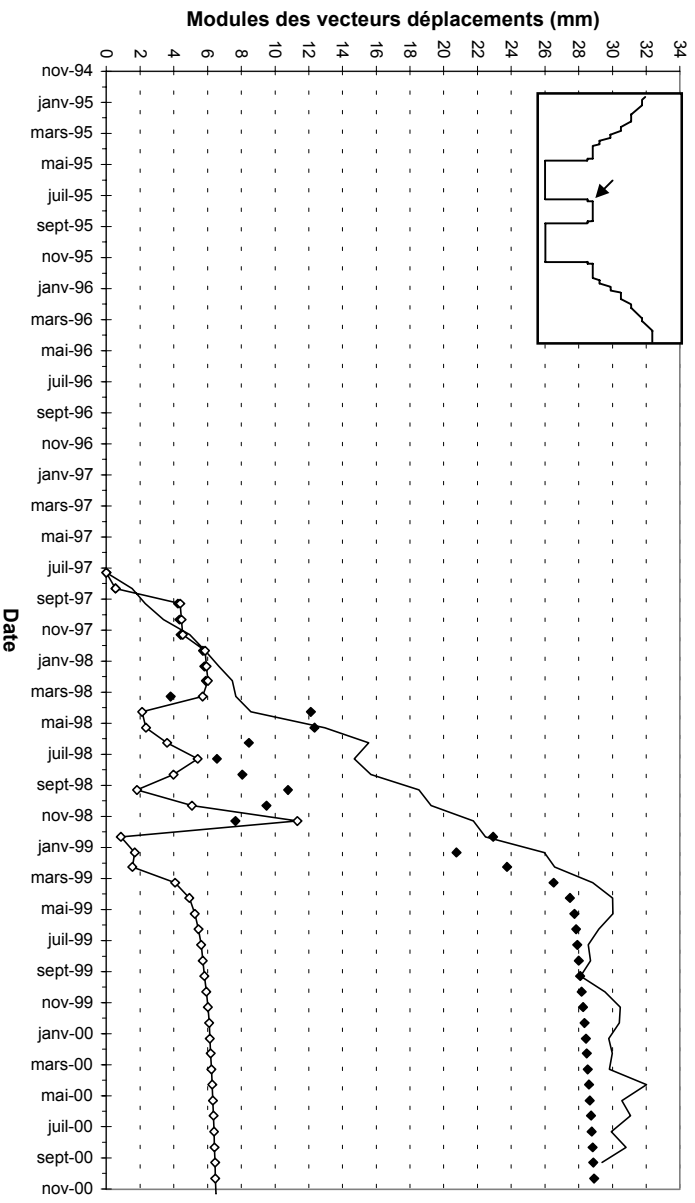 Modules des vecteurs déplacements (mm)
0 2 4 6 8 10 12 14 16 18 20 22 24 26 28 30 32 34
nov-94
janv-95
mars-95
mai-95
juil-95
sept-95
nov-95
janv-96
mars-96
mai-96
juil-96
sept-96
nov-96
janv-97
mars-97
mai-97
juil-97
sept-97
nov-97
janv-98
mars-98
mai-98
juil-98
sept-98
nov-98
janv-99
mars-99
mai-99
juil-99
sept-99
nov-99
janv-00
mars-00
mai-00
juil-00
sept-00
nov-00
Date